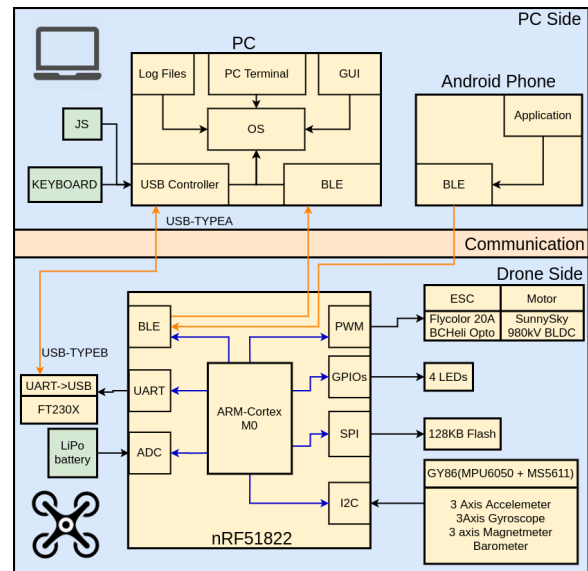 PC Side
PC
Log Files
PC Terminal
GUI
Android Phone
Application
JS
OS
KEYBOARD
USB Controller
BLE
BLE
USB-TYPEA
Communication
Drone Side
ESC
Motor
BLE
PWM
Flycolor 20A
BCHeli Opto
SunnySky
980kV BLDC
USB-TYPEB
UART->USB
FT230X
UART
ARM-Cortex
M0
GPIOs
4 LEDs
LiPo
battery
ADC
SPI
128KB Flash
GY86(MPU6050 + MS5611)
I2C
3 Axis Accelemeter
3Axis Gyroscope
3 axis Magnetmeter
Barometer
nRF51822